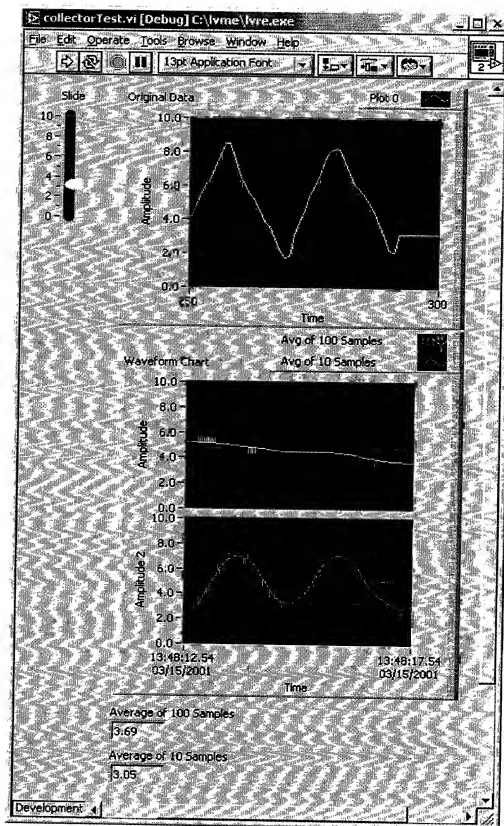 collectorTest.vi [Debug] C:\lvme\lvre.exe
File Edit Operate Tools Browse Window Help
13pt Application Font
2
Slide
Original Data
Plot 0
10-
8-
6-
4-
2-
0-
10.0-
8.0-
6.0-
4.0-
2.0-
0.0-
Amplitude
250
300
Time
Avg of 100 Samples
Waveform Chart
Avg of 10 Samples
10.0-
8.0-
6.0-
4.0-
2.0-
0.0-
Amplitude
10.0-
8.0-
6.0-
4.0-
2.0-
0.0-
Amplitude 2
13:48:12.54
03/15/2001
13:48:17.54
03/15/2001
Time
Average of 100 Samples
3.69
Average of 10 Samples
3.05
Development